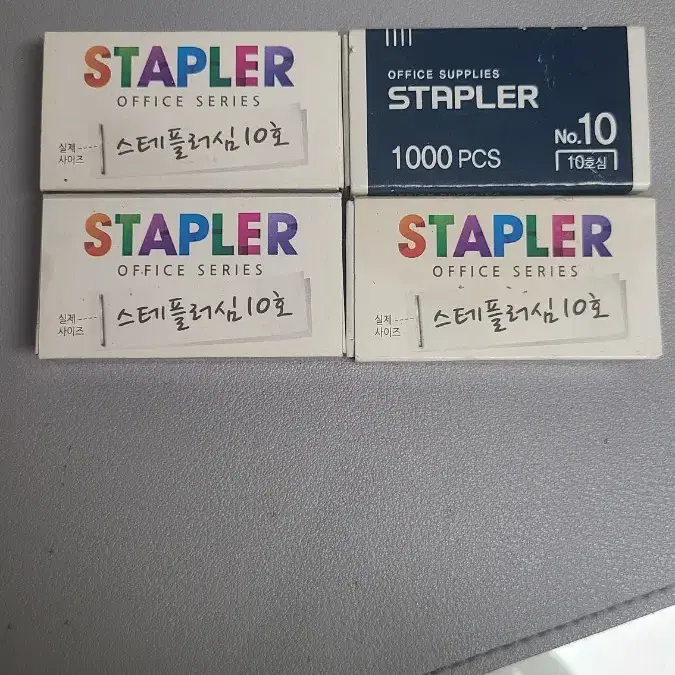 STAPLER
OFFICE SERIES
실제
사이즈
스테플러심10호
OFFICE SUPPLIES
STAPLER
No.10
1000 PCS
10호심
STAPLER
OFFICE SERIES
실제
사이즈
스테플러심10호
STAPLER
OFFICE SERIES
실제
사이즈
스테플러심10호